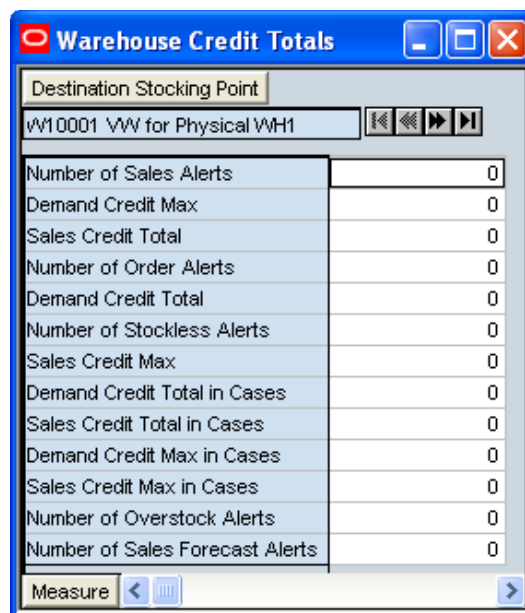 Warehouse Credit Totals
Destination Stocking Point
W10001 VW for Physical WH1
Number of Sales Alerts 0
Demand Credit Max 0
Sales Credit Total 0
Number of Order Alerts 0
Demand Credit Total 0
Number of Stockless Alerts 0
Sales Credit Max 0
Demand Credit Total in Cases 0
Sales Credit Total in Cases 0
Demand Credit Max in Cases 0
Sales Credit Max in Cases 0
Number of Overstock Alerts 0
Number of Sales Forecast Alerts 0
Measure